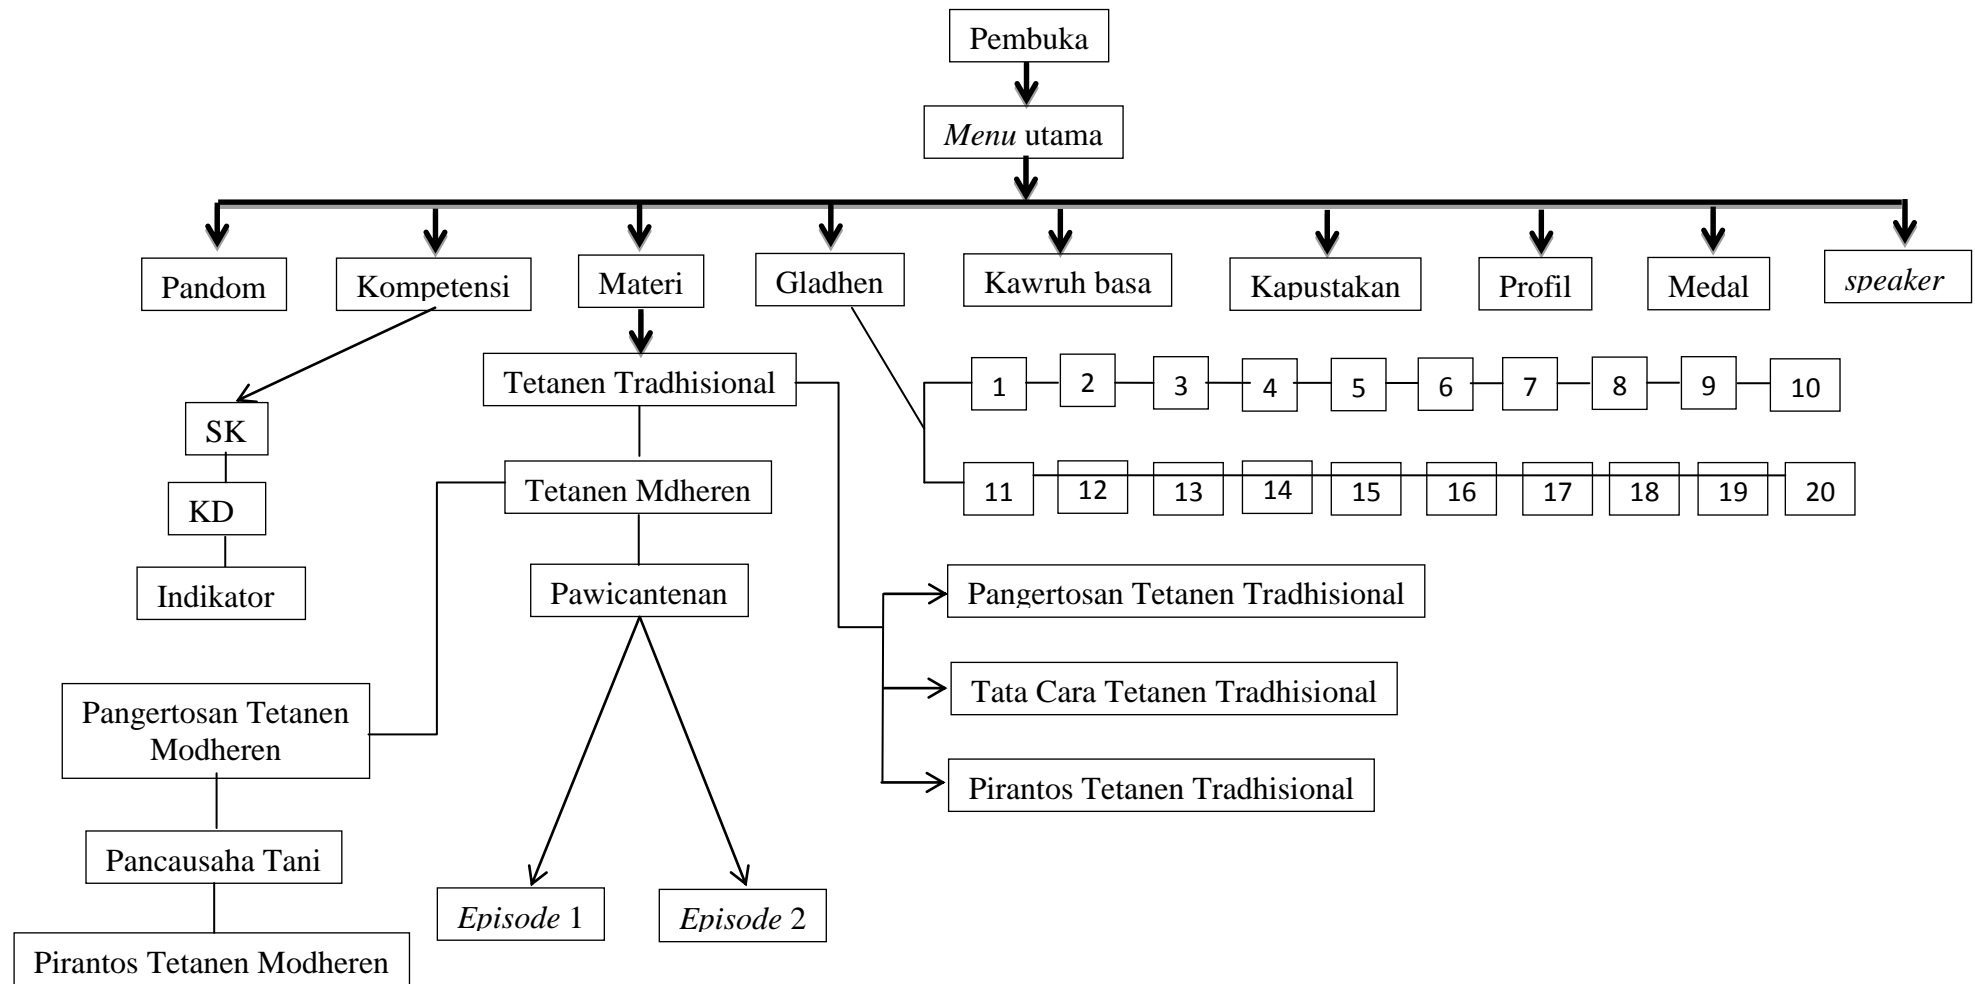 Pembuka
Menu utama
Pandom
Kompetensi
Materi
Gladhen
Kawruh basa
Kapustakan
Profil
Medal
speaker
Tetanen Tradhisional
1
2
3
4
5
6
7
8
9
10
SK
Tetanen Mdheren
11
12
13
14
15
16
17
18
19
20
KD
Indikator
Pawicantenan
Pangertosan Tetanen Tradhisional
Tata Cara Tetanen Tradhisional
Pirantos Tetanen Tradhisional
Pangertosan Tetanen
Modheren
Pancausaha Tani
Pirantos Tetanen Modheren
Episode 1
Episode 2